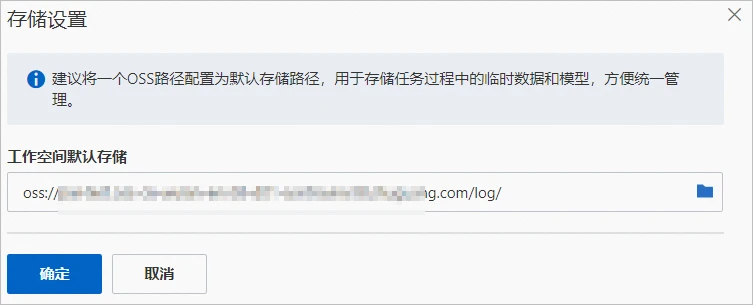 存储设置
建议将一个OSS路径配置为默认存储路径，用于存储任务过程中的临时数据和模型，方便统一管
理。
工作空间默认存储
oss:// ng.com/log/
确定
取消